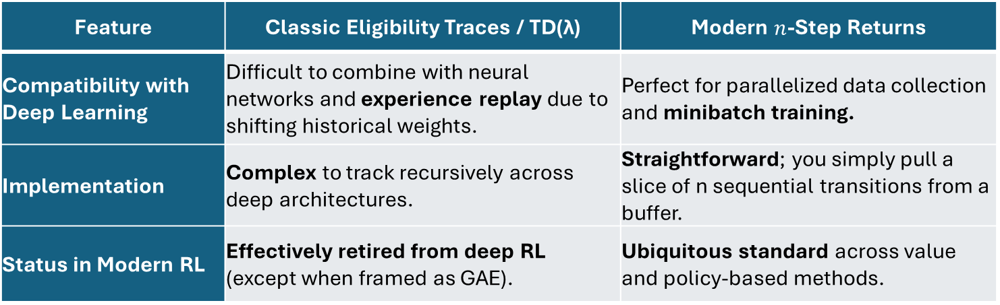 Feature
Classic Eligibility Traces / TD(λ)
Modern n-Step Returns
Compatibility with
Deep Learning
Difficult to combine with neural
networks and experience replay due to
shifting historical weights.
Perfect for parallelized data collection
and minibatch training.
Implementation
Complex to track recursively across
deep architectures.
Straightforward; you simply pull a
slice of n sequential transitions from a
buffer.
Status in Modern RL
Effectively retired from deep RL
(except when framed as GAE).
Ubiquitous standard across value
and policy-based methods.